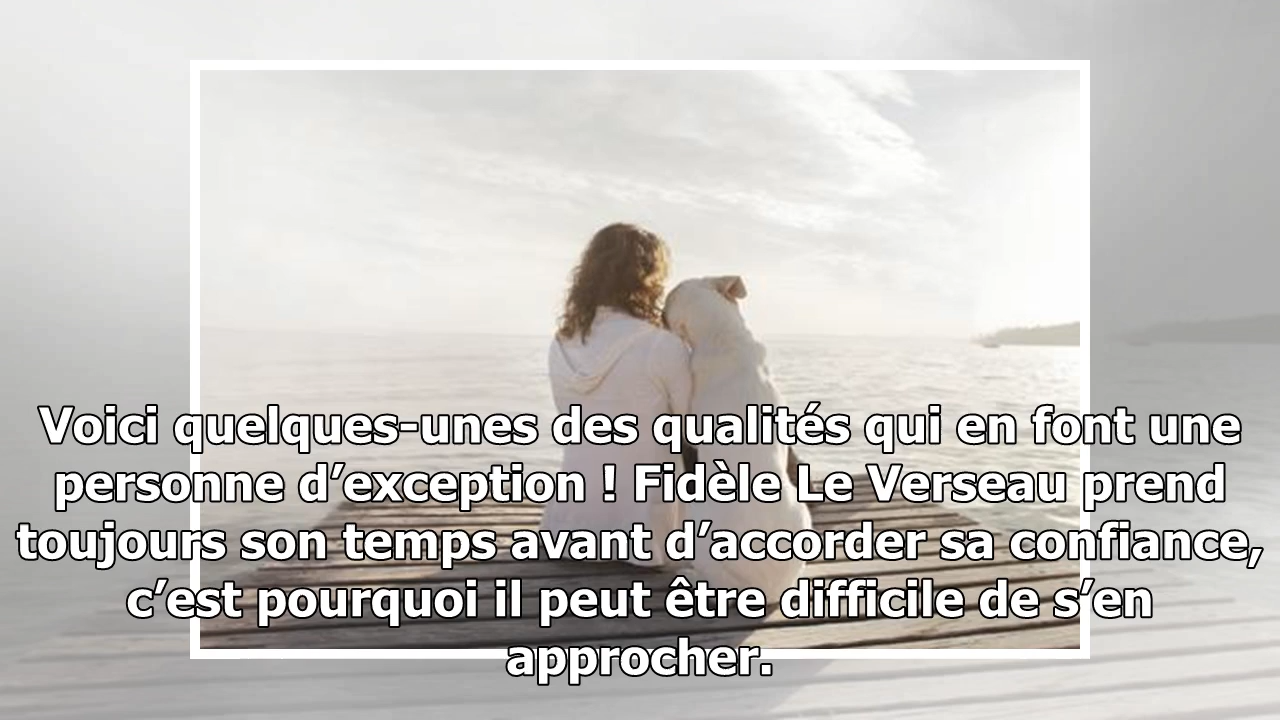 Voici quelques-unes des qualités qui en font une
personne d’exception ! Fidèle Le Verseau prend
toujours son temps avant d’accorder sa confiance,
c’est pourquoi il peut être difficile de s’en
approcher.